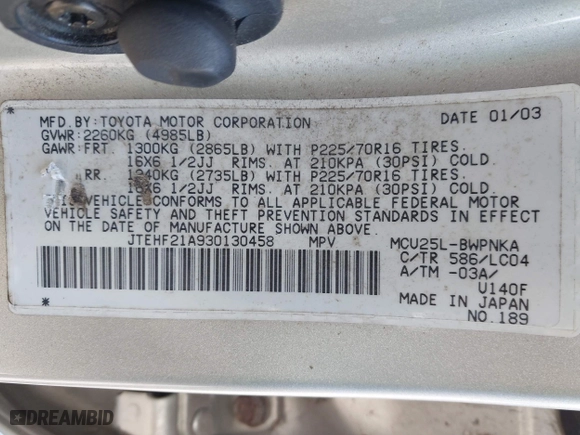 MFD.BY:TOYOTA MOTOR CORPORATION DATE 01/03
GVWR:2260KG (4985LB)
GAWR:FRT. 1300KG (2865LB) WITH P225/70R16 TIRES.
16X6 1/2JJ RIMS. AT 210KPA (30PSI) COLD.
RR. 1240KG (2735LB) WITH P225/70R16 TIRES.
16X6 1/2JJ RIMS. AT 210KPA (30PSI) COLD.
THIS VEHICLE CONFORMS TO ALL APPLICABLE FEDERAL MOTOR
VEHICLE SAFETY AND THEFT PREVENTION STANDARDS IN EFFECT
ON THE DATE OF MANUFACTURE SHOWN ABOVE.
JTEHF21A930130458 MPV MCU25L-BWPNKA
C/TR 586/LC04
A/TM -03A/
U140F
MADE IN JAPAN
NO.189
DREAMBID